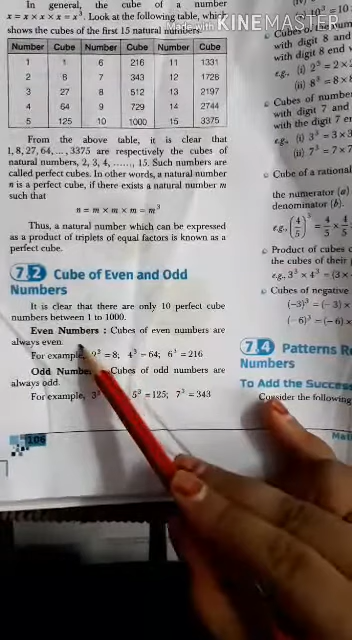 In general, the cube of a number
x = x × x × x = x³. Look at the following table, which
shows the cubes of the first 15 natural numbers.
Made with KINEMASTER
Number Cube Number Cube Number Cube
1 1 6 216 11 1331
2 8 7 343 12 1728
3 27 8 512 13 2197
4 64 9 729 14 2744
5 125 10 1000 15 3375
From the above table, it is clear that
1, 8, 27, 64, ..., 3375 are respectively the cubes of
natural numbers, 2, 3, 4, ......, 15. Such numbers are
called perfect cubes. In other words, a natural number
n is a perfect cube, if there exists a natural number m
such that
n = m × m × m = m³
Thus, a natural number which can be expressed
as a product of triplets of equal factors is known as a
perfect cube.
7.2 Cube of Even and Odd
Numbers
It is clear that there are only 10 perfect cube
numbers between 1 to 1000.
Even Numbers : Cubes of even numbers are
always even.
For example, 2³ = 8; 4³ = 64; 6³ = 216
Odd Number Cubes of odd numbers are
always odd.
For example, 3³ 5³ = 125; 7³ = 343
106
10³ = 10
Cubes
with digit 8 and
with digit 8 end
e.g., (i) 2³ = 2 × 2
(ii) 8³ = 8 ×
Cubes of number
with digit 7 and
with the digit 7
e.g., (i) 3³ = 3 × 3
(ii) 7³ = 7 × 7
Cube of a rational
the numerator (a)
denominator (b).
e.g., (4/5)³ = 4/5 × 4/5
Product of cubes
the cubes of their
e.g., 3³ × 4³ = (3 ×
Cubes of negative
(-3)³ = (-3) ×
(-6)³ = (-6) ×
7.4 Patterns
Numbers
To Add the Success
Consider the following